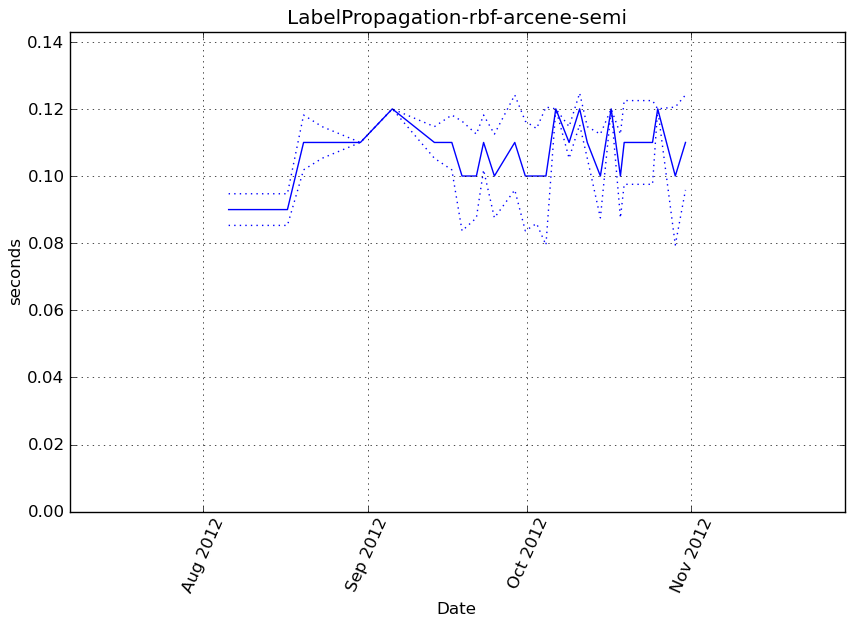 LabelPropagation-rbf-arcene-semi
0.14
0.12
0.10
0.08
0.06
0.04
0.02
0.00
seconds
Aug 2012
Sep 2012
Oct 2012
Nov 2012
Date